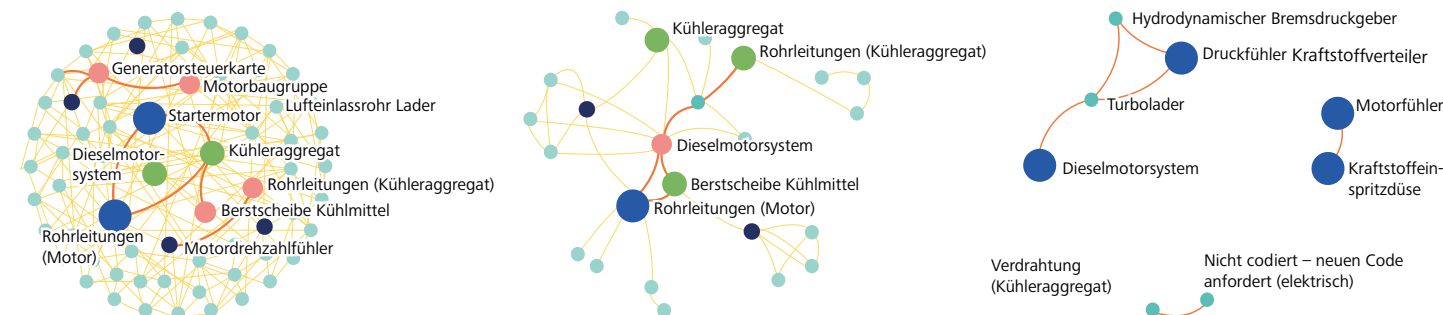 Generatorsteuerkarte
Motorbaugruppe
Lufteinlassrohr Lader
Startermotor
Kühleraggregat
Dieselmotor-
system
Rohrleitungen (Kühleraggregat)
Berstscheibe Kühlmittel
Rohrleitungen
(Motor)
Motordrehzahlfühler
Kühleraggregat
Rohrleitungen (Kühleraggregat)
Dieselmotorsystem
Berstscheibe Kühlmittel
Rohrleitungen (Motor)
Hydrodynamischer Bremsdruckgeber
Druckfühler Kraftstoffverteiler
Turbolader
Motorfühler
Dieselmotorsystem
Kraftstoffein-
spritzdüse
Verdrahtung
(Kühleraggregat)
Nicht codiert – neuen Code
anfordert (elektrisch)